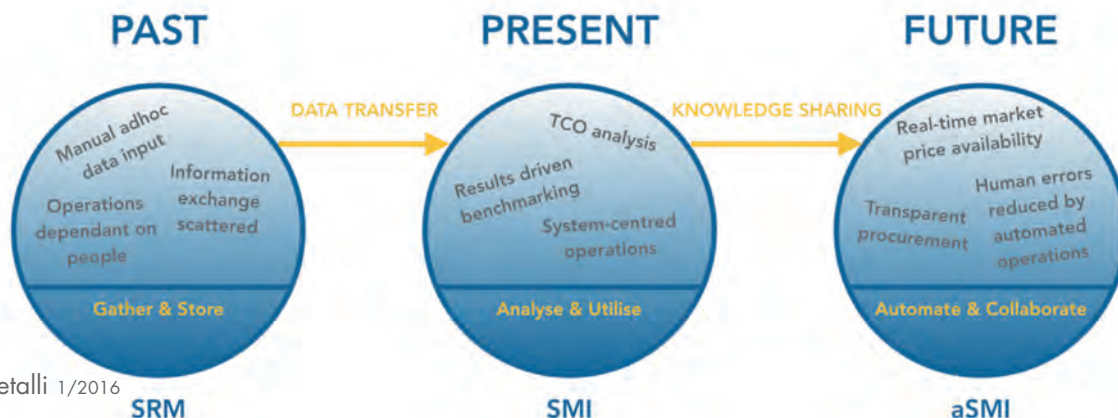 PAST
PRESENT
FUTURE
DATA TRANSFER
KNOWLEDGE SHARING
Manual adhoc
data input
Information
exchange
scattered
Operations
dependant on
people
Gather & Store
TCO analysis
Results driven
benchmarking
System-centred
operations
Analyse & Utilise
Real-time market
price availability
Human errors
reduced by
automated
operations
Transparent
procurement
Automate & Collaborate
etalli 1/2016
SRM
SMI
aSMI